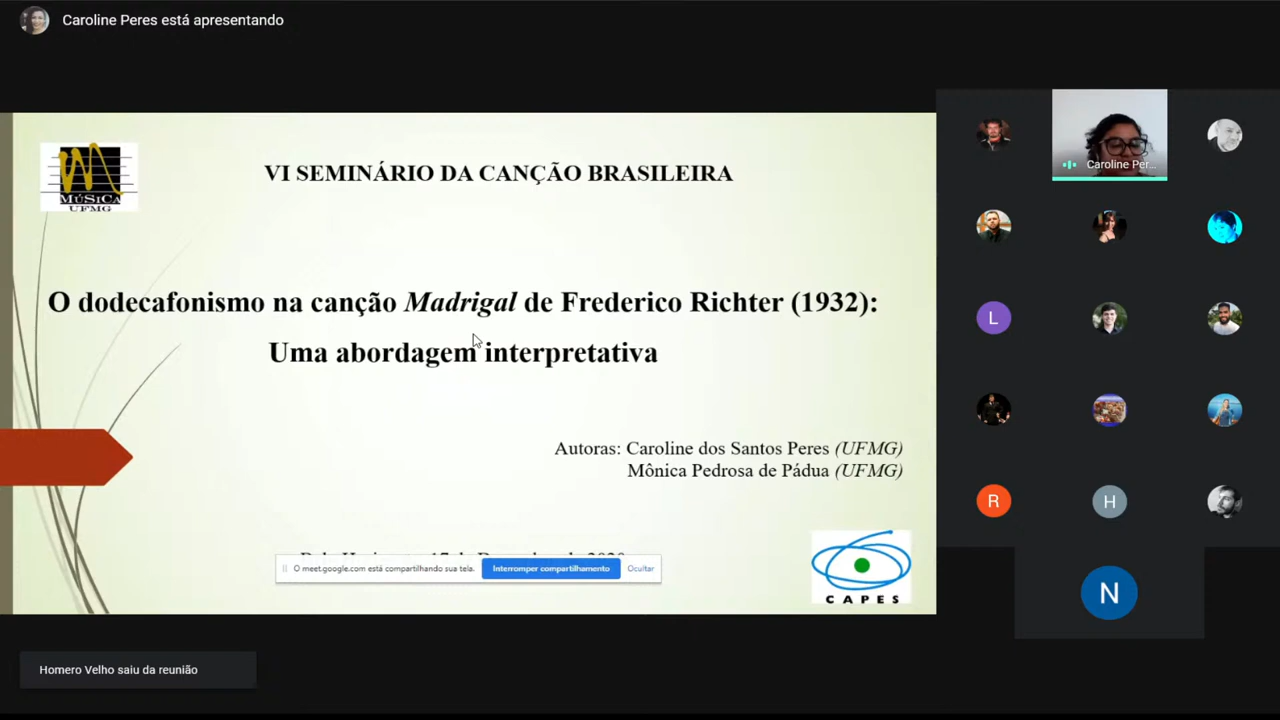 Caroline Peres está apresentando
MÚSICA
UFMG
VI SEMINÁRIO DA CANÇÃO BRASILEIRA
Caroline Per...
O dodecafonismo na canção Madrigal de Frederico Richter (1932):
Uma abordagem interpretativa
L
Autoras: Caroline dos Santos Peres (UFMG)
Mônica Pedrosa de Pádua (UFMG)
R
H
O meet.google.com está compartilhando sua tela.
Interromper compartilhamento
Ocultar
CAPES
N
Homero Velho saiu da reunião